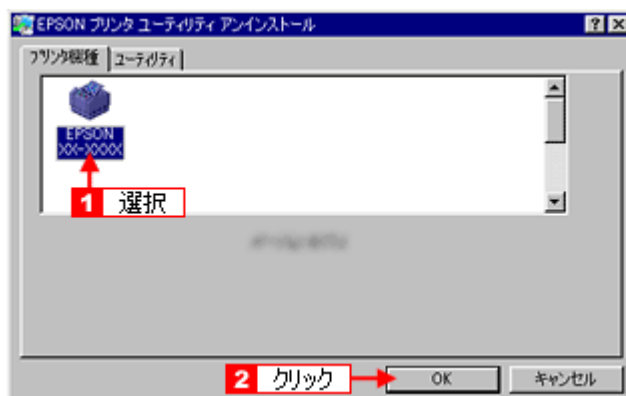 EPSON プリンタ ユーティリティ アンインストール
プリンタ機種 ユーティリティ
EPSON
XX-XXXX
1 選択
2 クリック
OK キャンセル